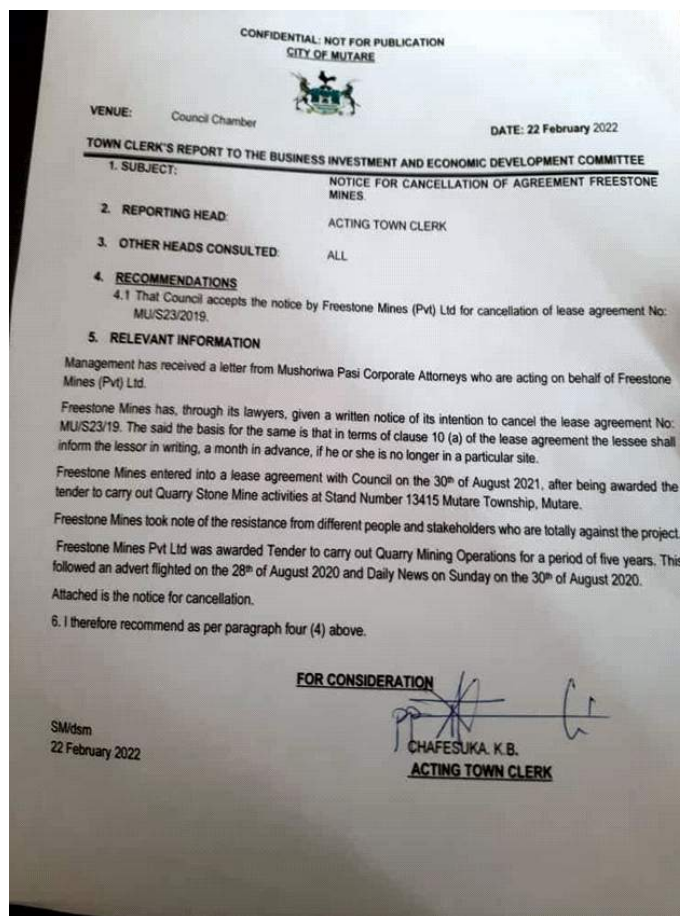 CONFIDENTIAL: NOT FOR PUBLICATION
CITY OF MUTARE
VENUE: Council Chamber
DATE: 22 February 2022
TOWN CLERK'S REPORT TO THE BUSINESS INVESTMENT AND ECONOMIC DEVELOPMENT COMMITTEE
1. SUBJECT: NOTICE FOR CANCELLATION OF AGREEMENT FREESTONE
MINES.
2. REPORTING HEAD: ACTING TOWN CLERK
3. OTHER HEADS CONSULTED: ALL
4. RECOMMENDATIONS
4.1 That Council accepts the notice by Freestone Mines (Pvt) Ltd for cancellation of lease agreement No:
MU/S23/2019.
5. RELEVANT INFORMATION
Management has received a letter from Mushoriwa Pasi Corporate Attorneys who are acting on behalf of Freestone
Mines (Pvt) Ltd.
Freestone Mines has, through its lawyers, given a written notice of its intention to cancel the lease agreement No:
MU/S23/19. The said the basis for the same is that in terms of clause 10 (a) of the lease agreement the lessee shall
inform the lessor in writing, a month in advance, if he or she is no longer in a particular site.
Freestone Mines entered into a lease agreement with Council on the 30th of August 2021, after being awarded the
tender to carry out Quarry Stone Mine activities at Stand Number 13415 Mutare Township, Mutare.
Freestone Mines took note of the resistance from different people and stakeholders who are totally against the project.
Freestone Mines Pvt Ltd was awarded Tender to carry out Quarry Mining Operations for a period of five years. This
followed an advert flighted on the 28th of August 2020 and Daily News on Sunday on the 30th of August 2020.
Attached is the notice for cancellation.
6. I therefore recommend as per paragraph four (4) above.
FOR CONSIDERATION
pp
SM/dsm
22 February 2022
CHAFESUKA. K.B.
ACTING TOWN CLERK